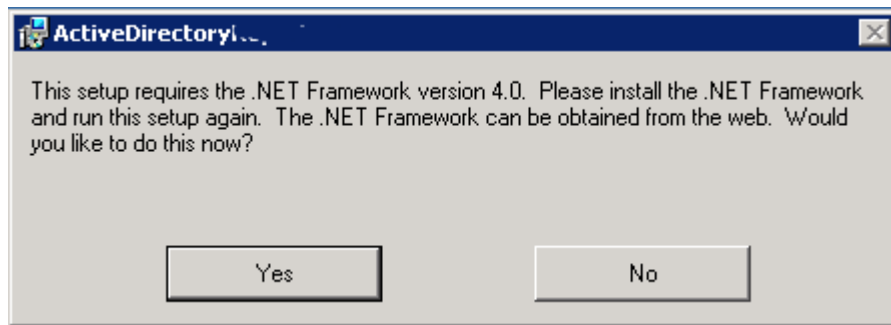 ActiveDirectory
This setup requires the .NET Framework version 4.0. Please install the .NET Framework
and run this setup again. The .NET Framework can be obtained from the web. Would
you like to do this now?
Yes
No